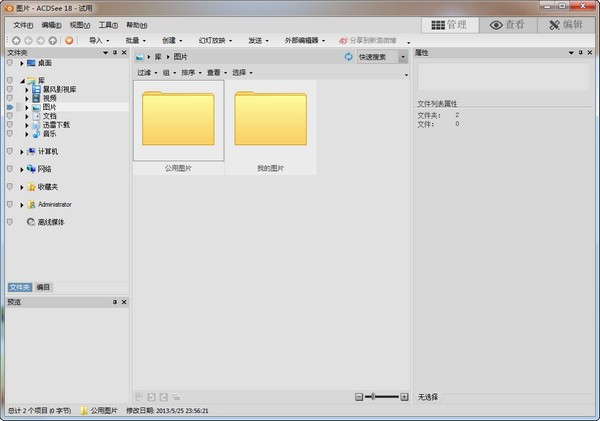 图片 - ACDSee 18 - 试用
文件(F) 编辑(E) 视图(V) 工具(T) 帮助(H)
管理 查看 编辑
导入 批量 创建 幻灯放映 发送 外部编辑器 分享到新浪微博
文件夹
桌面
库
暴风影视库
视频
图片
文档
迅雷下载
音乐
计算机
网络
收藏夹
Administrator
离线媒体
文件夹 编目
预览
库 图片
快速搜索
过滤 组 排序 查看 选择
公用图片
我的图片
属性
文件列表属性
文件夹: 2
文件: 0
无选择
总计 2 个项目 (0 字节) 公用图片 修改日期: 2013/5/25 23:56:21